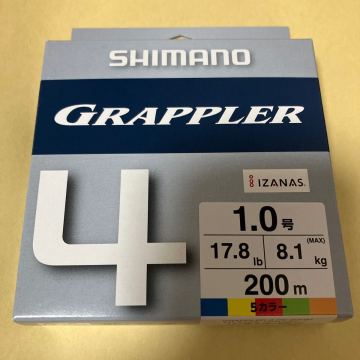 SHIMANO
GRAPPLER
4
IZANAS
1.0号
(MAX)
17.8 lb 8.1 kg
200m
5カラー